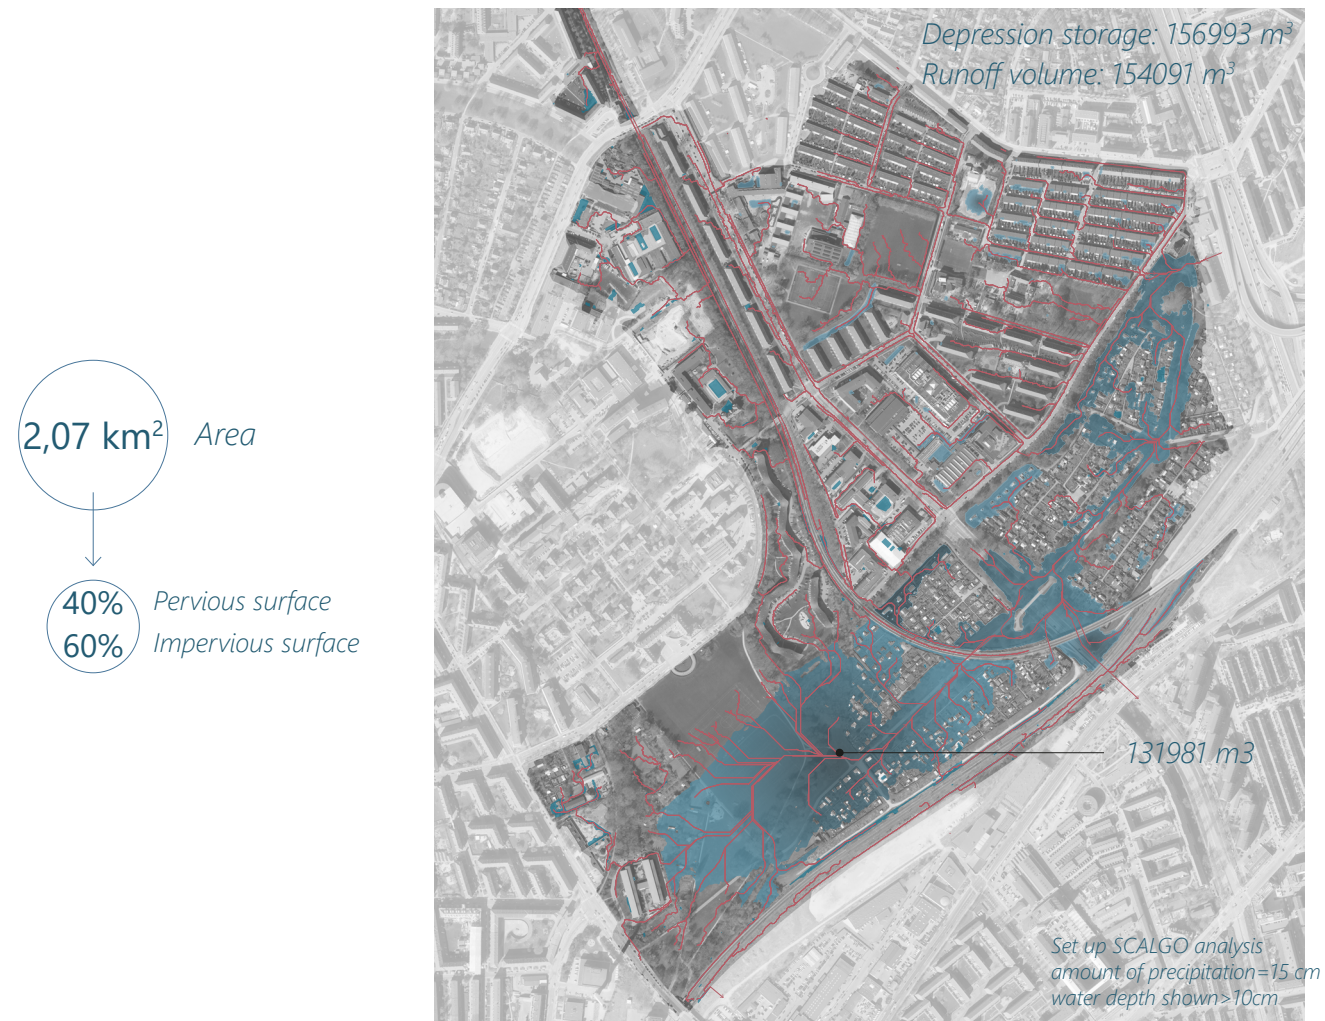 Depression storage: 156993 m³
Runoff volume: 154091 m³
2,07 km²
Area
40%
Pervious surface
60%
Impervious surface
131981 m3
Set up SCALGO analysis
amount of precipitation=15 cm
water depth shown>10cm